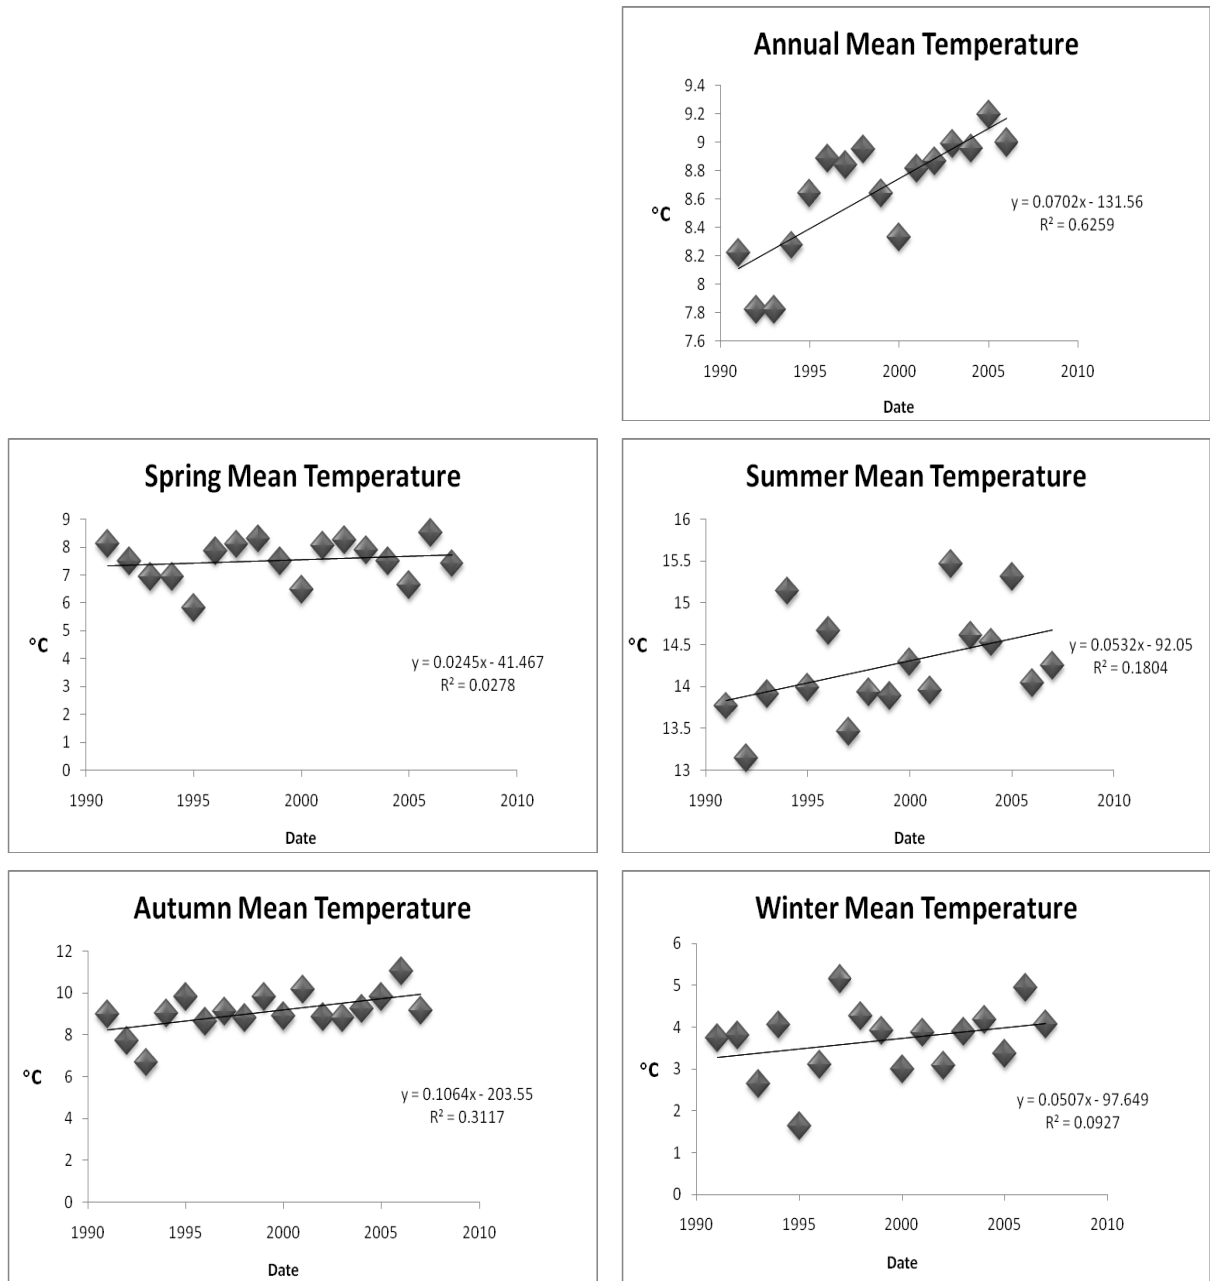 Annual Mean Temperature
9.4
9.2
9
8.8
8.6
8.4
8.2
8
7.8
7.6
°C
y = 0.0702x - 131.56
R² = 0.6259
1990 1995 2000 2005 2010
Date
Spring Mean Temperature
9
8
7
6
5
4
3
2
1
0
°C
y = 0.0245x - 41.467
R² = 0.0278
1990 1995 2000 2005 2010
Date
Summer Mean Temperature
16
15.5
15
14.5
14
13.5
13
°C
y = 0.0532x - 92.05
R² = 0.1804
1990 1995 2000 2005 2010
Date
Autumn Mean Temperature
12
10
8
6
4
2
0
°C
y = 0.1064x - 203.55
R² = 0.3117
1990 1995 2000 2005 2010
Date
Winter Mean Temperature
6
5
4
3
2
1
0
°C
y = 0.0507x - 97.649
R² = 0.0927
1990 1995 2000 2005 2010
Date